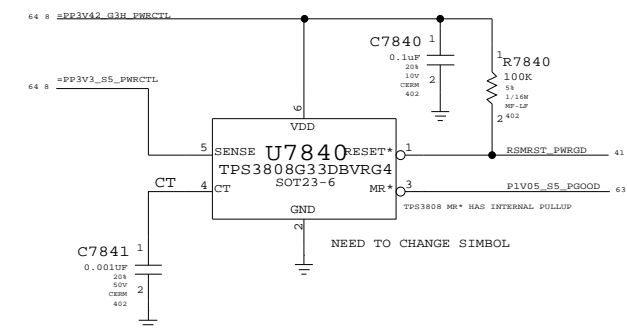 64 8 =PP3V42_G3H_PWRCTL
C7840 1
0.1uF
20%
10V 2
CERM
402
1
R7840
100K
5%
1/16W
MF-LF
2 402
64 8 =PP3V3_S5_PWRCTL
6
VDD
5 SENSE U7840 RESET* 1 RSMRST_PWRGD 41
TPS3808G33DBVRG4
SOT23-6
CT 4 CT MR* 3 P1V05_S5_PGOOD 63
TPS3808 MR* HAS INTERNAL PULLUP
GND
2
NEED TO CHANGE SIMBOL
C7841 1
0.001UF
20%
50V 2
CERM
402